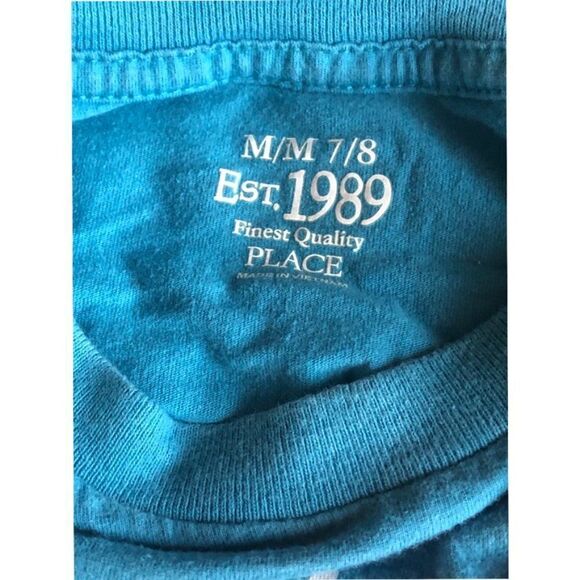 M/M 7/8
EST. 1989
Finest Quality
PLACE
MADE IN VIETNAM